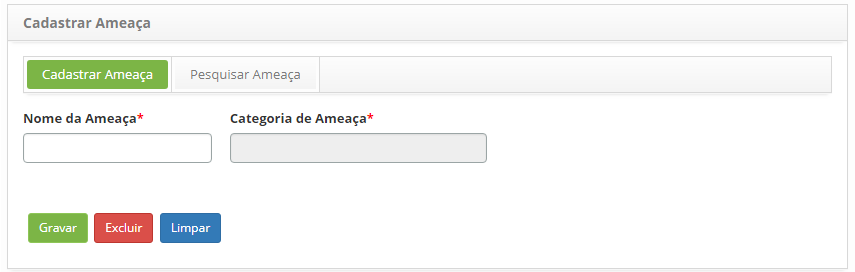 Cadastrar Ameaça
Cadastrar Ameaça Pesquisar Ameaça
Nome da Ameaça* Categoria de Ameaça*
Gravar Excluir Limpar